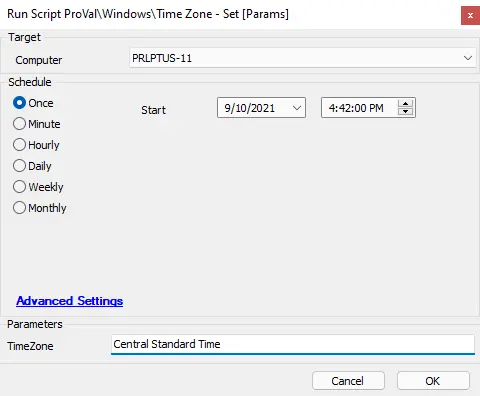 Run Script ProVal\Windows\Time Zone - Set [Params]
x
Target
Computer PRLPTUS-11
Schedule
Once Start 9/10/2021 4:42:00 PM
Minute
Hourly
Daily
Weekly
Monthly
Advanced Settings
Parameters
TimeZone Central Standard Time
Cancel OK